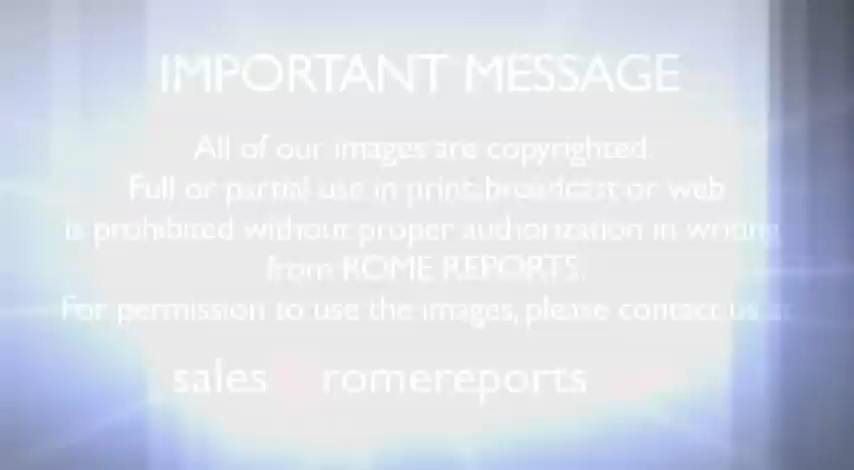 IMPORTANT MESSAGE
All of our images are copyrighted.
Full or partial use in print, broadcast or web
is prohibited without proper authorization in writing
from ROME REPORTS.
For permission to use the images, please contact us at
sales romereports